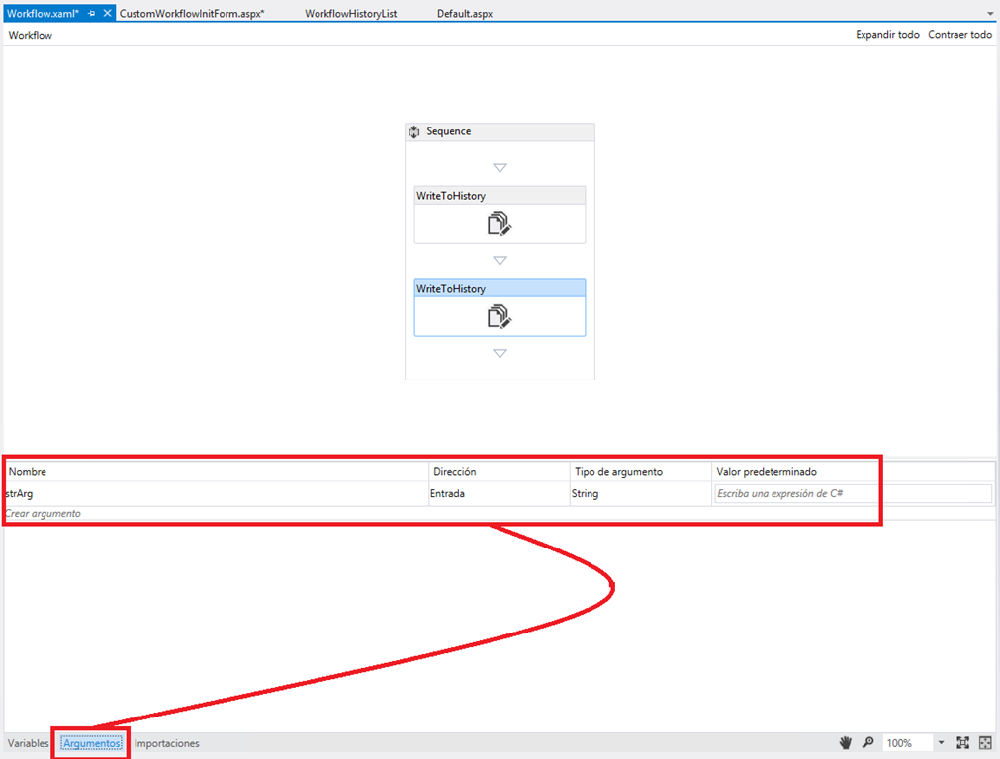 Workflow.xaml* CustomWorkflowInitForm.aspx* WorkflowHistoryList Default.aspx
Workflow Expandir todo Contraer todo
Sequence
WriteToHistory
WriteToHistory
Nombre Dirección Tipo de argumento Valor predeterminado
strArg Entrada String Escriba una expresión de C#
Crear argumento
Variables Argumentos Importaciones 100%